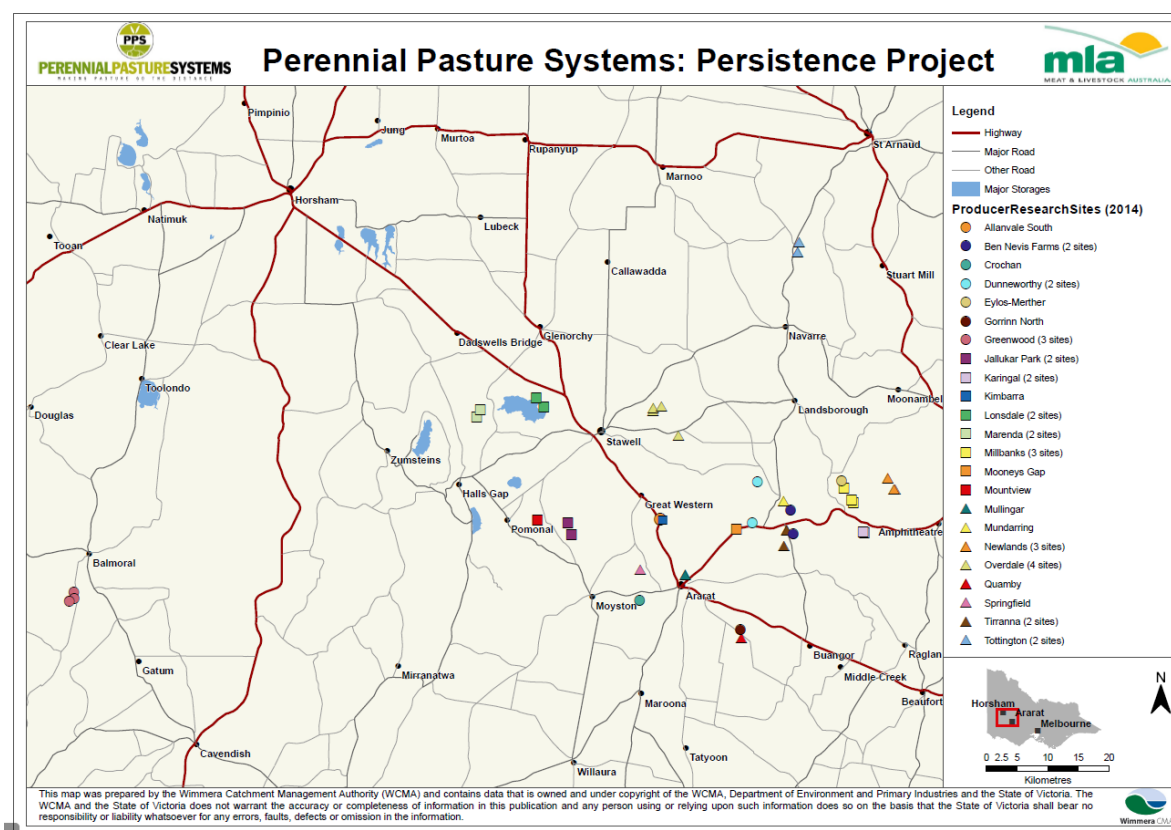 PPS
PERENNIALPASTURESYSTEMS
MAKING PASTURE GO THE DISTANCE
Perennial Pasture Systems: Persistence Project
mla
MEAT & LIVESTOCK AUSTRALIA
Pimpinio
Jung
Murtoa
Rupanyup
St Arnaud
Marnoo
Horsham
Natimuk
Lubeck
Tooan
Callawadda
Stuart Mill
Glenorchy
Navarre
Dadswells Bridge
Clear Lake
Toolondo
Moonambel
Landsborough
Douglas
Stawell
Zumsteins
Halls Gap
Great Western
Pomonal
Amphitheatre
Balmoral
Ararat
Moyston
Buangor
Raglan
Gatum
Mirranatwa
Middle Creek
Maroona
Beaufort
Cavendish
Tatyoon
Willaura
Legend
Highway
Major Road
Other Road
Major Storages
ProducerResearchSites (2014)
Allanvale South
Ben Nevis Farms (2 sites)
Crochan
Dunneworthy (2 sites)
Eylos-Merther
Gorrinn North
Greenwood (3 sites)
Jallukar Park (2 sites)
Karingal (2 sites)
Kimbarra
Lonsdale (2 sites)
Marenda (2 sites)
Millbanks (3 sites)
Mooneys Gap
Mountview
Mullingar
Mundarring
Newlands (3 sites)
Overdale (4 sites)
Quamby
Springfield
Tirranna (2 sites)
Tottington (2 sites)
Horsham
Ararat
Melbourne
N
0 2.5 5 10 15 20
Kilometres
This map was prepared by the Wimmera Catchment Management Authority (WCMA) and contains data that is owned and under copyright of the WCMA, Department of Environment and Primary Industries and the State of Victoria. The
WCMA and the State of Victoria does not warrant the accuracy or completeness of information in this publication and any person using or relying upon such information does so on the basis that the State of Victoria shall bear no
responsibility or liability whatsoever for any errors, faults, defects or omission in the information.
Wimmera CMA